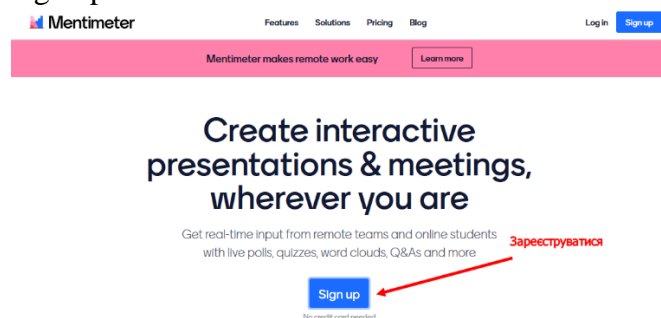 Mentimeter Features Solutions Pricing Blog Log in Sign up
Mentimeter makes remote work easy Learn more
Create interactive
presentations & meetings,
wherever you are
Get real-time input from remote teams and online students
with live polls, quizzes, word clouds, Q&As and more
Зареєструватися
Sign up
No credit card needed